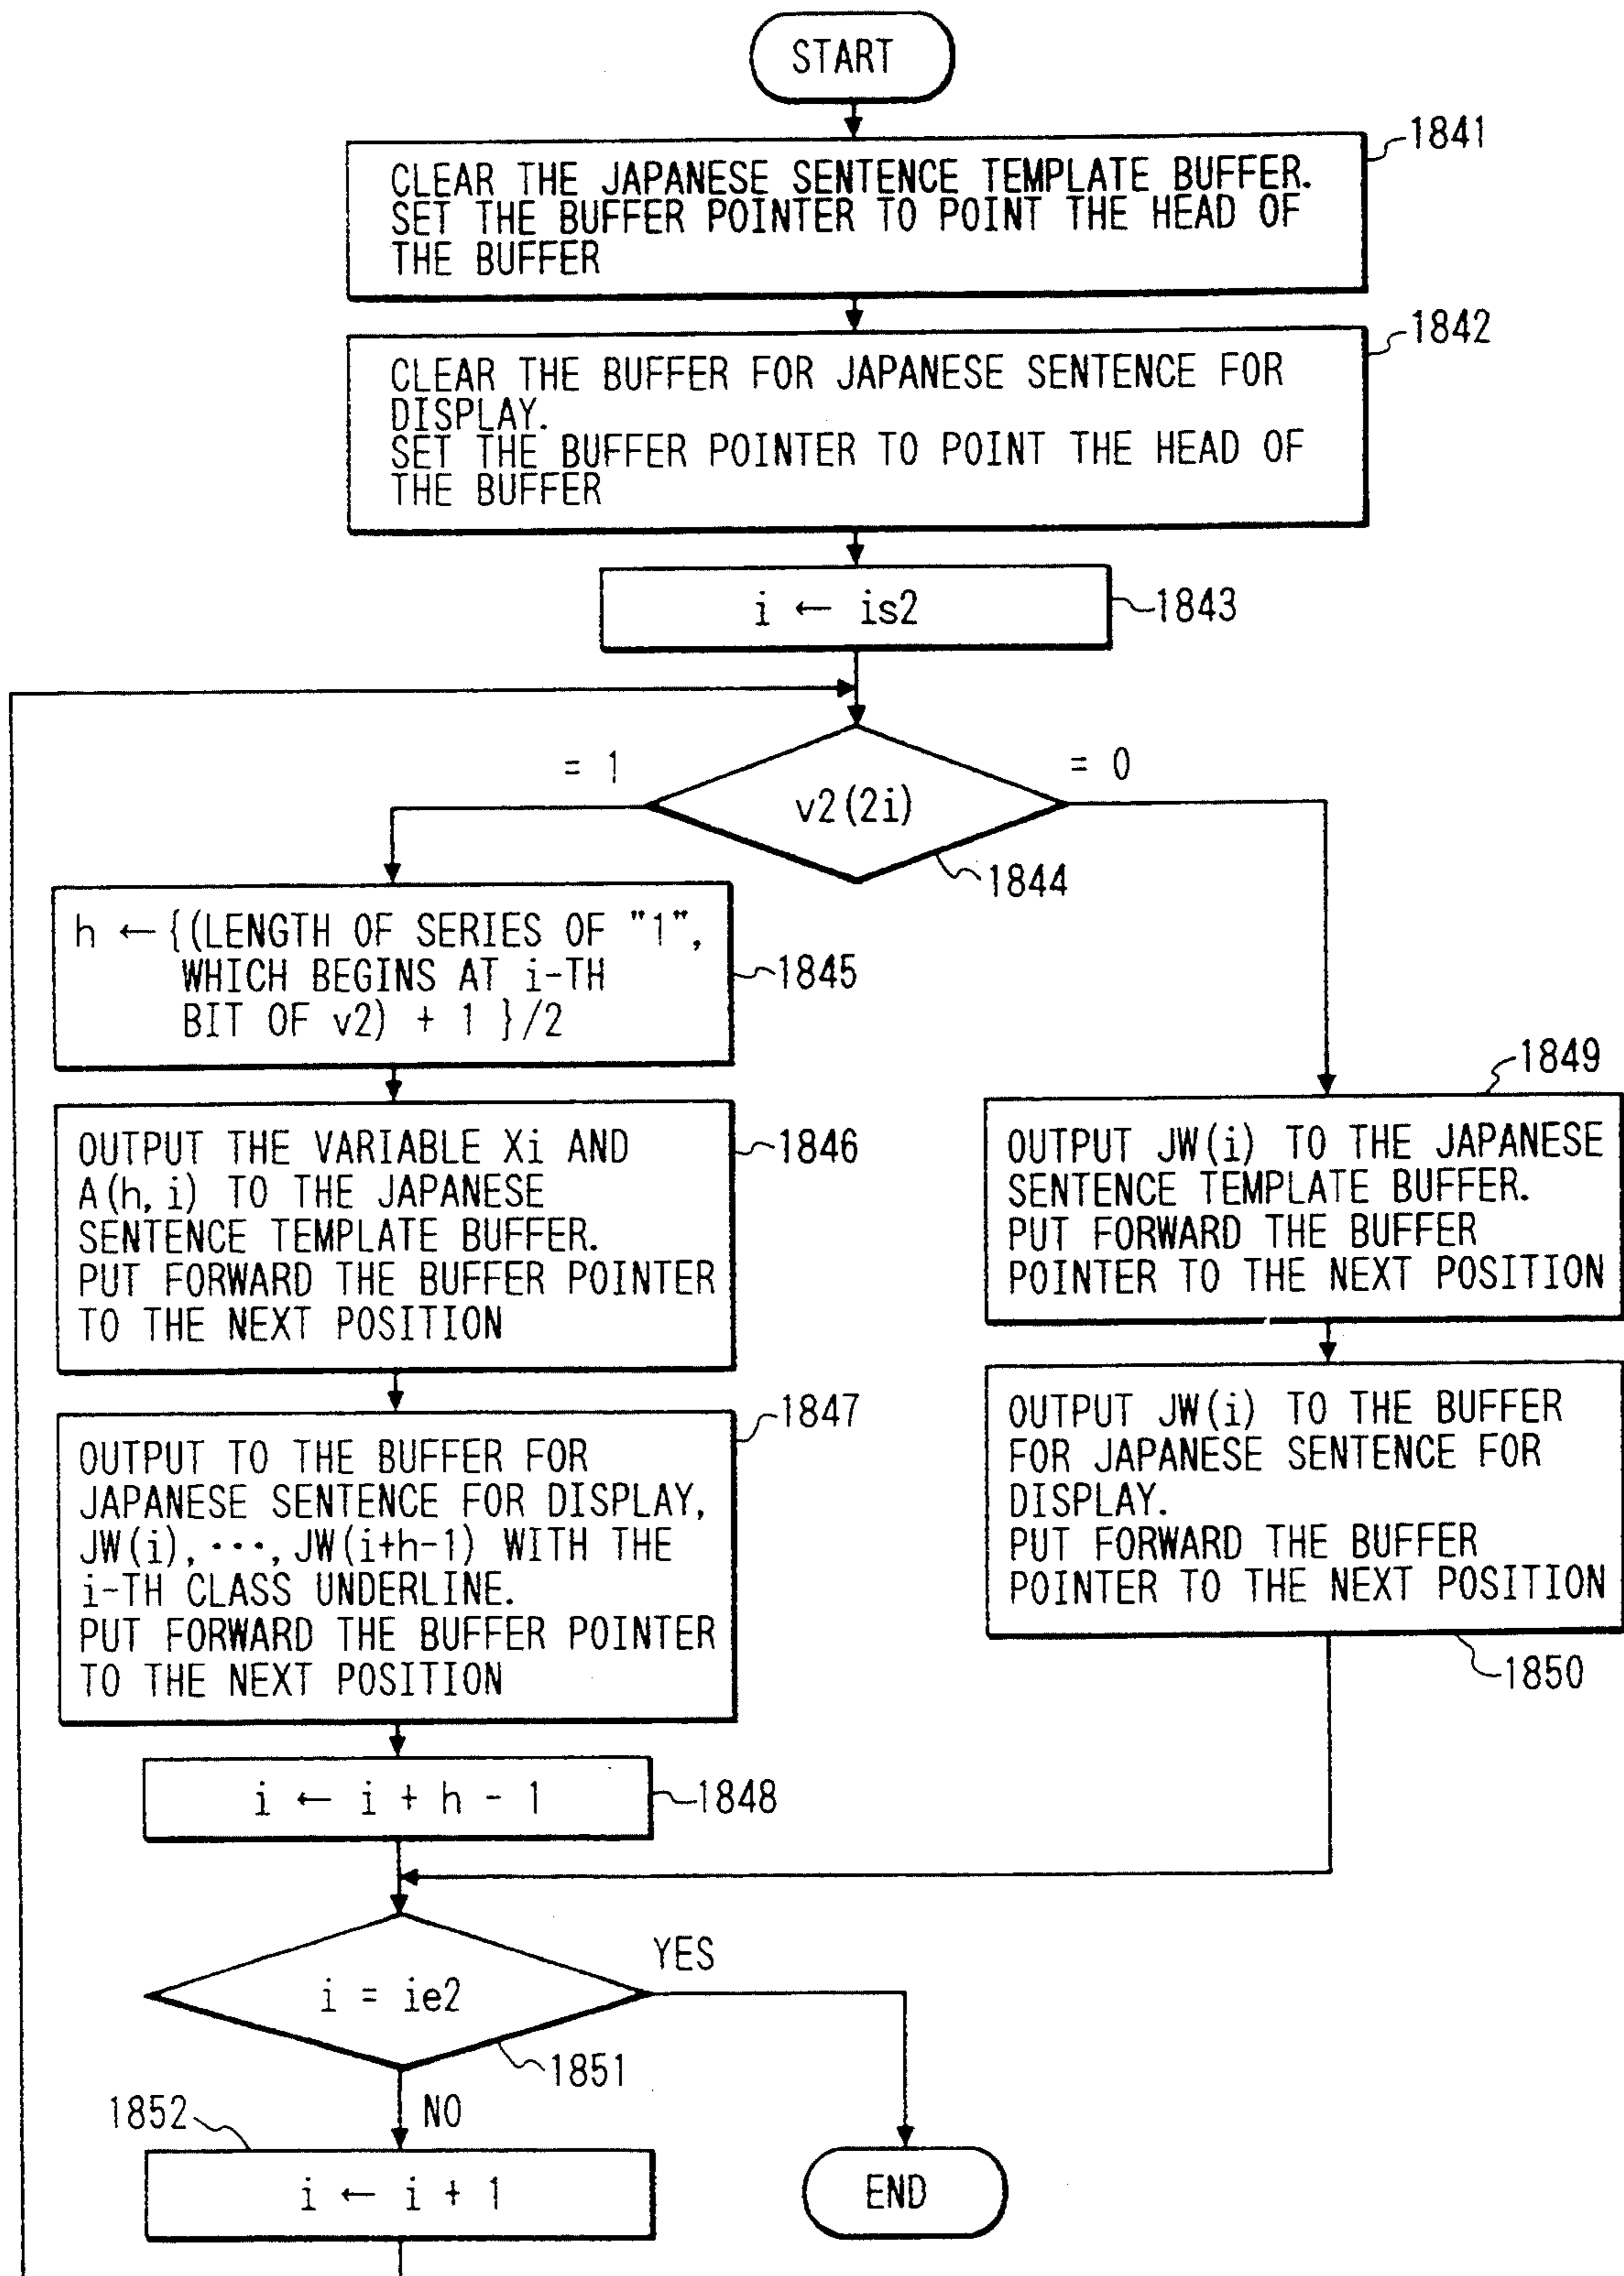 START
1841
CLEAR THE JAPANESE SENTENCE TEMPLATE BUFFER.
SET THE BUFFER POINTER TO POINT THE HEAD OF
THE BUFFER
1842
CLEAR THE BUFFER FOR JAPANESE SENTENCE FOR
DISPLAY.
SET THE BUFFER POINTER TO POINT THE HEAD OF
THE BUFFER
i ← is2
1843
= 1
= 0
v2(2i)
1844
h ← {(LENGTH OF SERIES OF "1",
WHICH BEGINS AT i-TH
BIT OF v2) + 1 }/2
1845
OUTPUT THE VARIABLE Xi AND
A(h, i) TO THE JAPANESE
SENTENCE TEMPLATE BUFFER.
PUT FORWARD THE BUFFER POINTER
TO THE NEXT POSITION
1846
OUTPUT TO THE BUFFER FOR
JAPANESE SENTENCE FOR DISPLAY,
JW(i), ···, JW(i+h-1) WITH THE
i-TH CLASS UNDERLINE.
PUT FORWARD THE BUFFER POINTER
TO THE NEXT POSITION
1847
i ← i + h - 1
1848
1849
OUTPUT JW(i) TO THE JAPANESE
SENTENCE TEMPLATE BUFFER.
PUT FORWARD THE BUFFER
POINTER TO THE NEXT POSITION
OUTPUT JW(i) TO THE BUFFER
FOR JAPANESE SENTENCE FOR
DISPLAY.
PUT FORWARD THE BUFFER
POINTER TO THE NEXT POSITION
1850
i = ie2
YES
1851
NO
1852
i ← i + 1
END